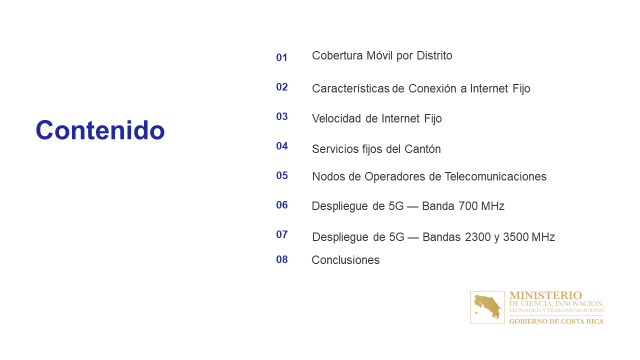 Contenido
01 Cobertura Móvil por Distrito
02 Características de Conexión a Internet Fijo
03 Velocidad de Internet Fijo
04 Servicios fijos del Cantón
05 Nodos de Operadores de Telecomunicaciones
06 Despliegue de 5G — Banda 700 MHz
07 Despliegue de 5G — Bandas 2300 y 3500 MHz
08 Conclusiones
MINISTERIO
DE CIENCIA, INNOVACIÓN,
TECNOLOGÍA Y TELECOMUNICACIONES
GOBIERNO DE COSTA RICA